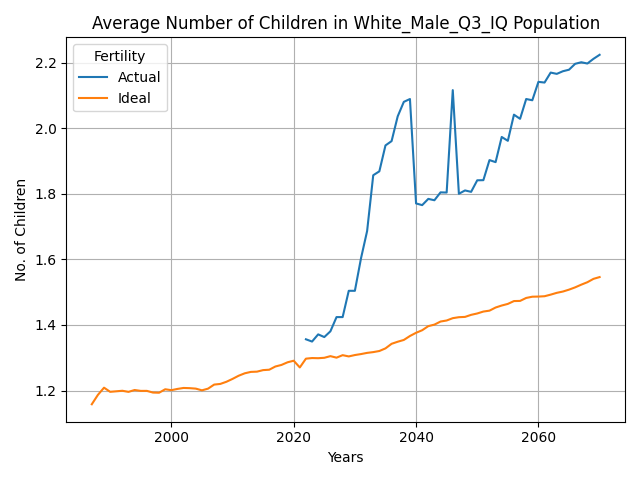 Average Number of Children in White_Male_Q3_IQ Population
Fertility
Actual
Ideal
No. of Children
2.2
2.0
1.8
1.6
1.4
1.2
2000
2020
2040
2060
Years